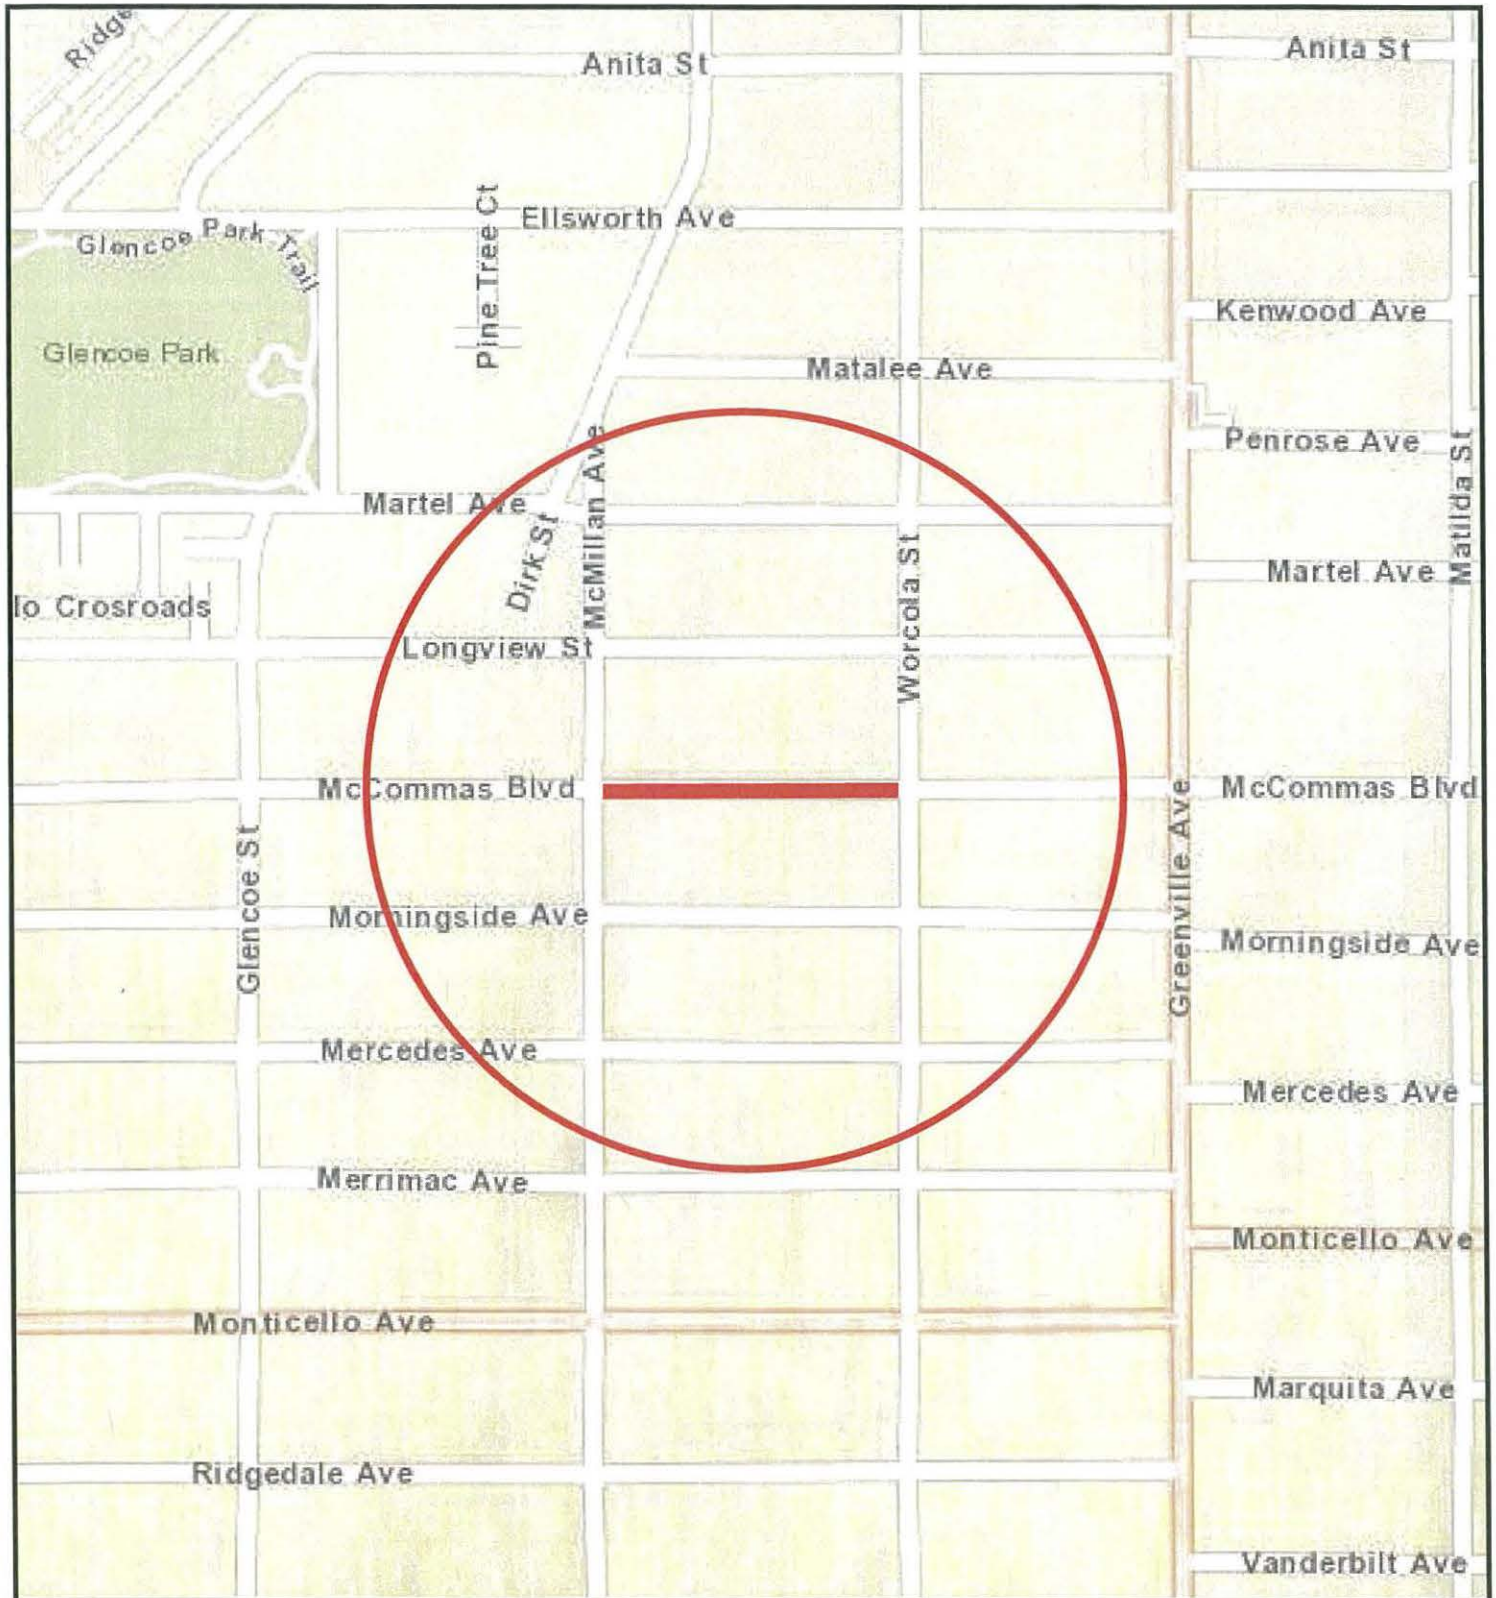 Ridge
Anita St
Anita St
Pine Tree Ct
Ellsworth Ave
Glencoe Park Trail
Kenwood Ave
Glencoe Park
Matalee Ave
Penrose Ave
Matilda St
Martel Ave
McMillan Ave
Dirk St
Worcola St
Martel Ave
lo Crosroads
Longview St
McCommas Blvd
McCommas Blvd
Glencoe St
Greenville Ave
Morningside Ave
Morningside Ave
Mercedes Ave
Mercedes Ave
Merrimac Ave
Monticello Ave
Monticello Ave
Marquita Ave
Ridgedale Ave
Vanderbilt Ave